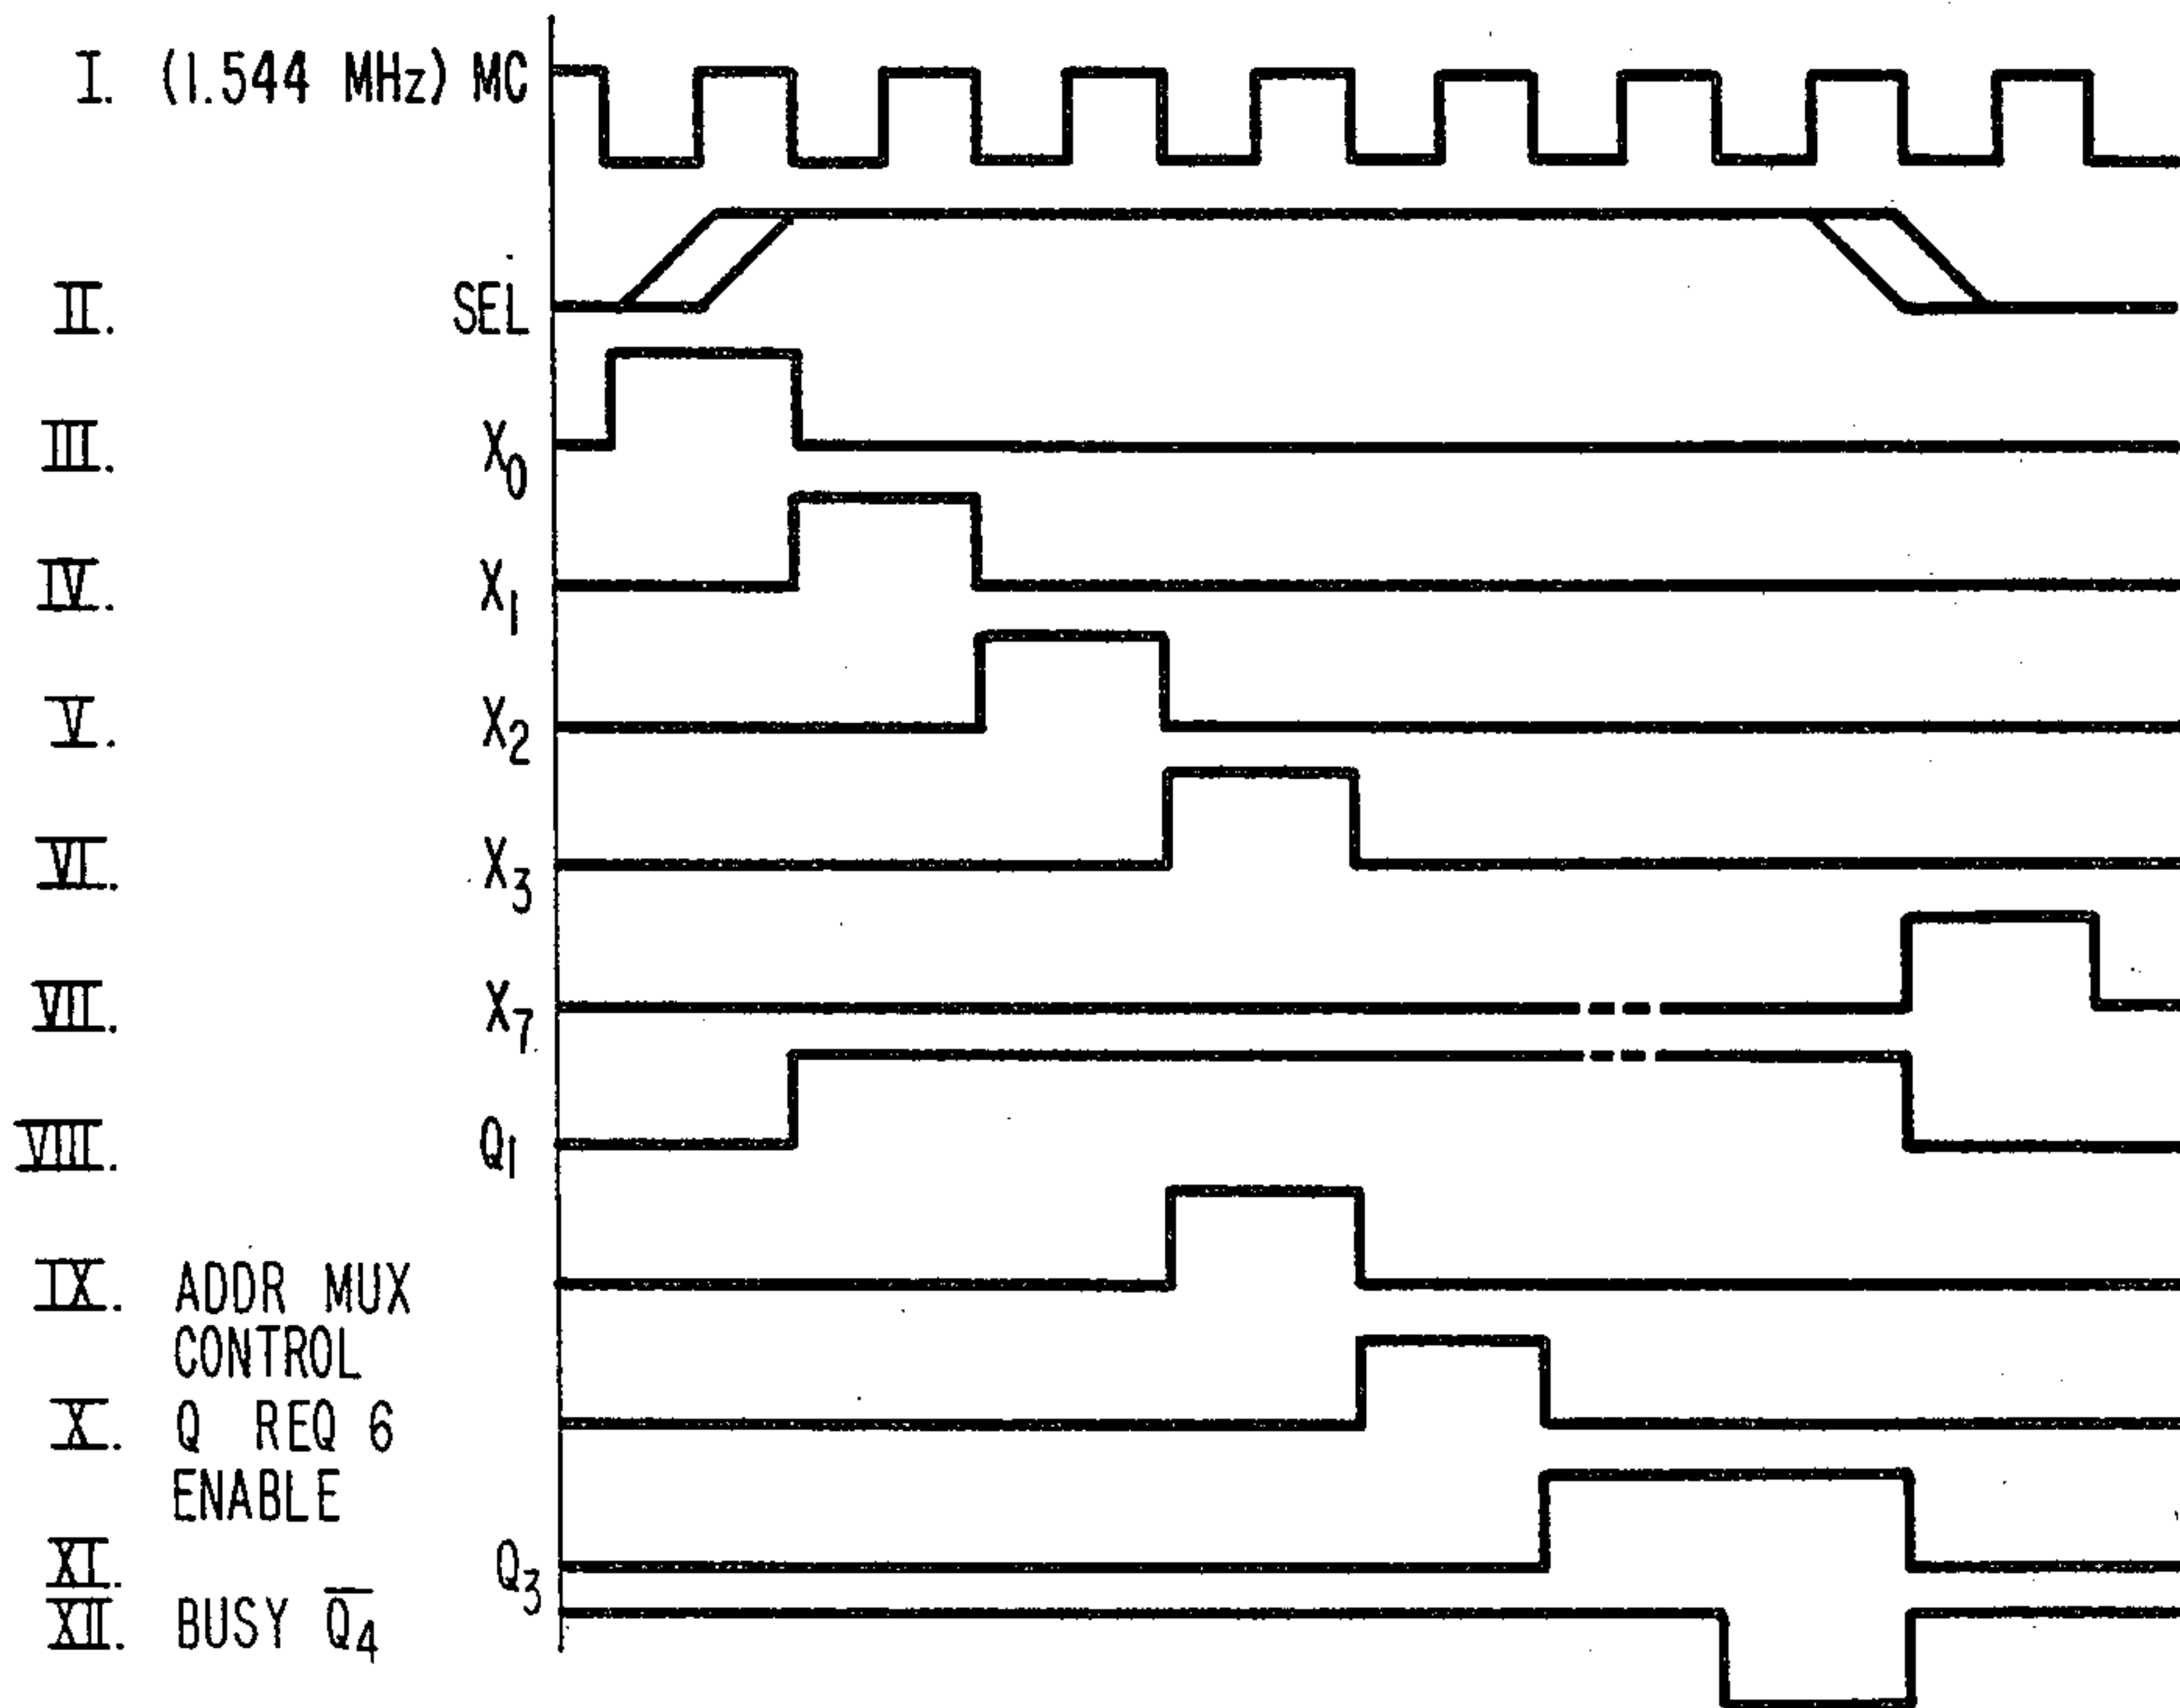 I. (1.544 MHz) MC
II. SEL
III. X0
IV. X1
V. X2
VI. X3
VII. X7
VIII. Q1
IX. ADDR MUX
CONTROL
X. Q REQ 6
ENABLE
XI. Q3
XII. BUSY Q̅4